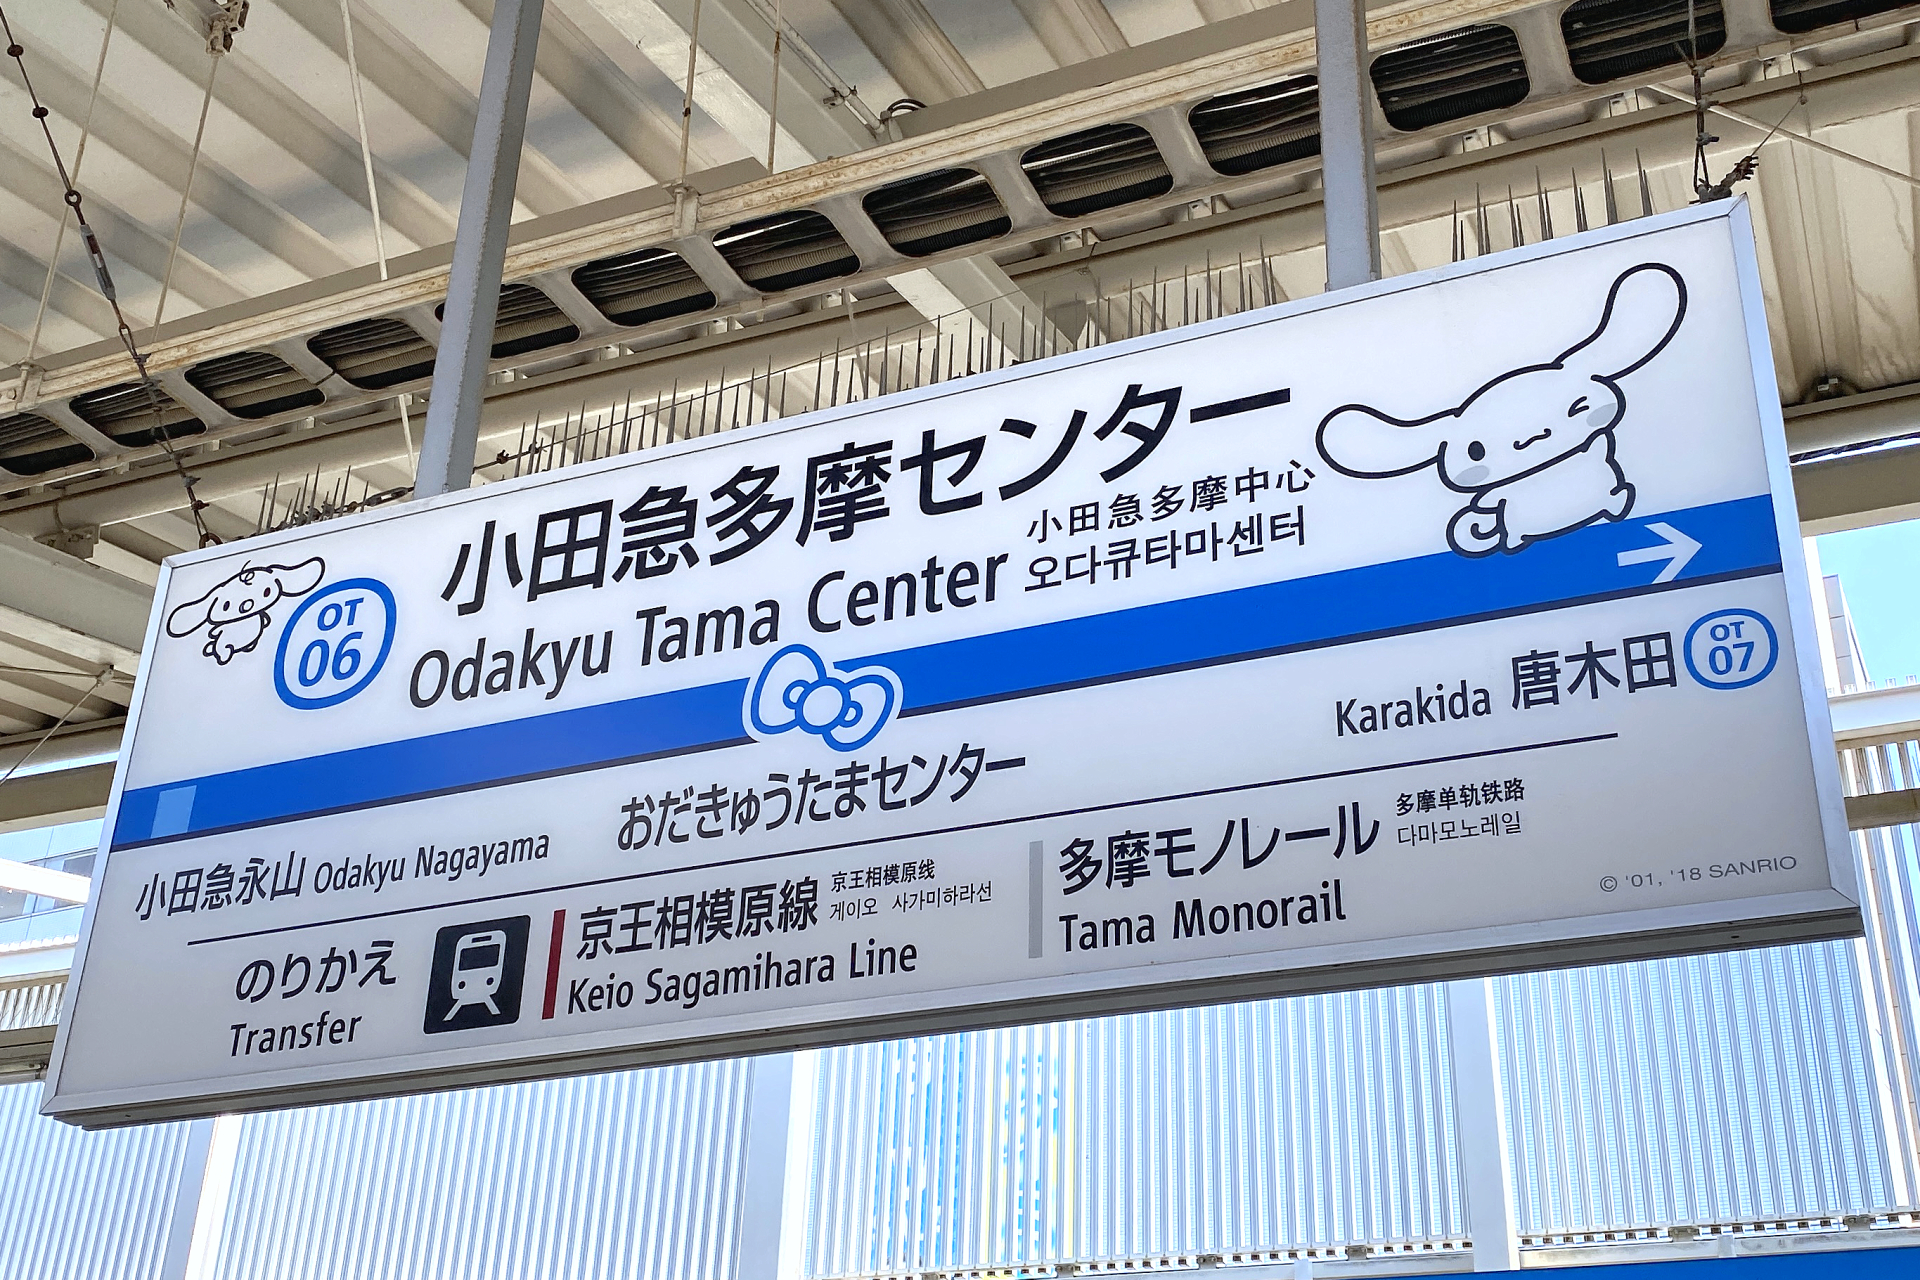 小田急多摩センター
小田急多摩中心
오다큐타마센터
OT
06
Odakyu Tama Center
OT
07
Karakida 唐木田
おだきゅうたまセンター
小田急永山 Odakyu Nagayama
のりかえ
Transfer
京王相模原線
京王相模原线
게이오 사가미하라선
Keio Sagamihara Line
多摩モノレール
多摩单轨铁路
다마모노레일
Tama Monorail
© '01, '18 SANRIO